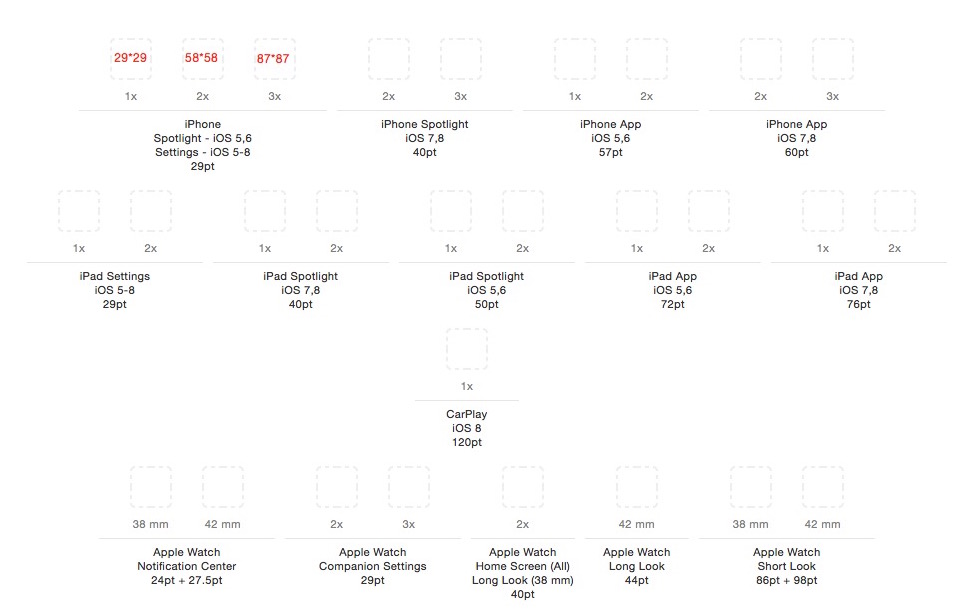 29*29 58*58 87*87
1x 2x 3x 2x 3x 1x 2x 2x 3x
iPhone
Spotlight - iOS 5,6
Settings - iOS 5-8
29pt
iPhone Spotlight
iOS 7,8
40pt
iPhone App
iOS 5,6
57pt
iPhone App
iOS 7,8
60pt
1x 2x 1x 2x 1x 2x 1x 2x 1x 2x
iPad Settings
iOS 5-8
29pt
iPad Spotlight
iOS 7,8
40pt
iPad Spotlight
iOS 5,6
50pt
iPad App
iOS 5,6
72pt
iPad App
iOS 7,8
76pt
1x
CarPlay
iOS 8
120pt
38 mm 42 mm 2x 3x 2x 42 mm 38 mm 42 mm
Apple Watch
Notification Center
24pt + 27.5pt
Apple Watch
Companion Settings
29pt
Apple Watch
Home Screen (All)
Long Look (38 mm)
40pt
Apple Watch
Long Look
44pt
Apple Watch
Short Look
86pt + 98pt